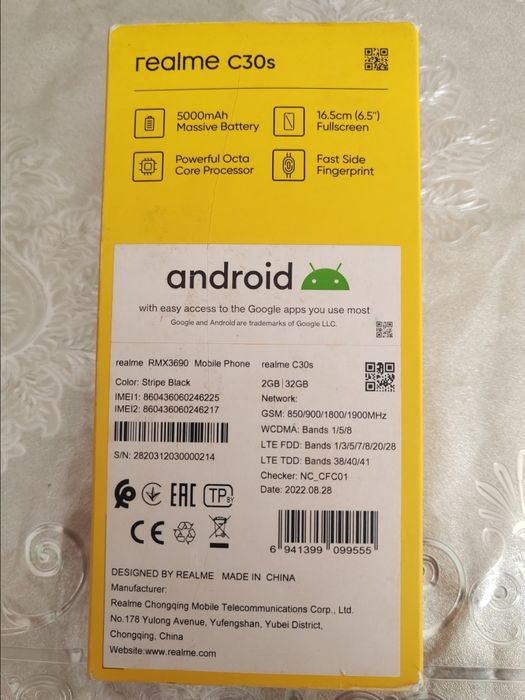 realme C30s
5000mAh
Massive Battery
16.5cm (6.5")
Fullscreen
Powerful Octa
Core Processor
Fast Side
Fingerprint
android
with easy access to the Google apps you use most
Google and Android are trademarks of Google LLC.
realme RMX3690 Mobile Phone
Color: Stripe Black
IMEI1: 860436060246225
IMEI2: 860436060246217
S/N: 2820312030000214
realme C30s
2GB | 32GB
Network:
GSM: 850/900/1800/1900MHz
WCDMA: Bands 1/5/8
LTE FDD: Bands 1/3/5/7/8/20/28
LTE TDD: Bands 38/40/41
Checker: NC_CFC01
Date: 2022.08.28
EAC TP BY
CE
6 941399 099555
DESIGNED BY REALME MADE IN CHINA
Manufacturer:
Realme Chongqing Mobile Telecommunications Corp., Ltd.
No.178 Yulong Avenue, Yufengshan, Yubei District,
Chongqing, China
Website:www.realme.com